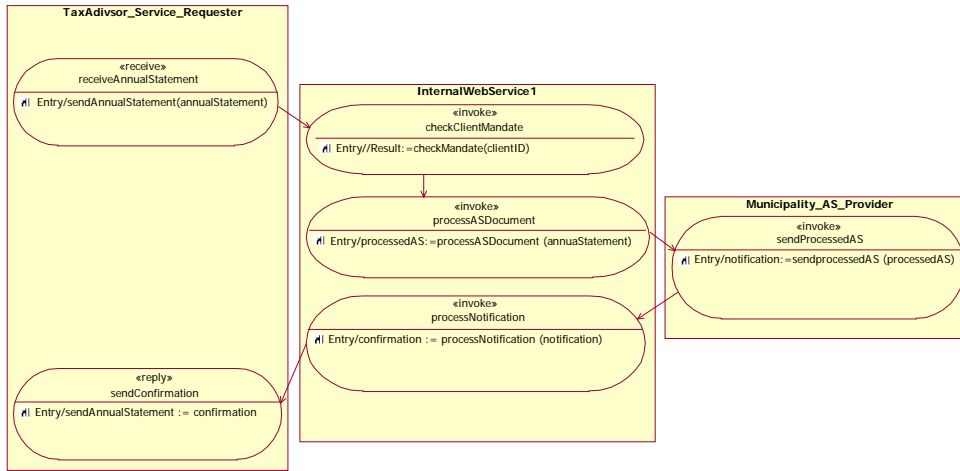 TaxAdivsor_Service_Requester
«receive»
receiveAnnualStatement
Entry/sendAnnualStatement(annualStatement)
InternalWebService1
«invoke»
checkClientMandate
Entry//Result:=checkMandate(clientID)
«invoke»
processASDocument
Entry/processedAS:=processASDocument (annuaStatement)
Municipality_AS_Provider
«invoke»
sendProcessedAS
Entry/notification:=sendprocessedAS (processedAS)
«invoke»
processNotification
Entry/confirmation := processNotification (notification)
«reply»
sendConfirmation
Entry/sendAnnualStatement := confirmation